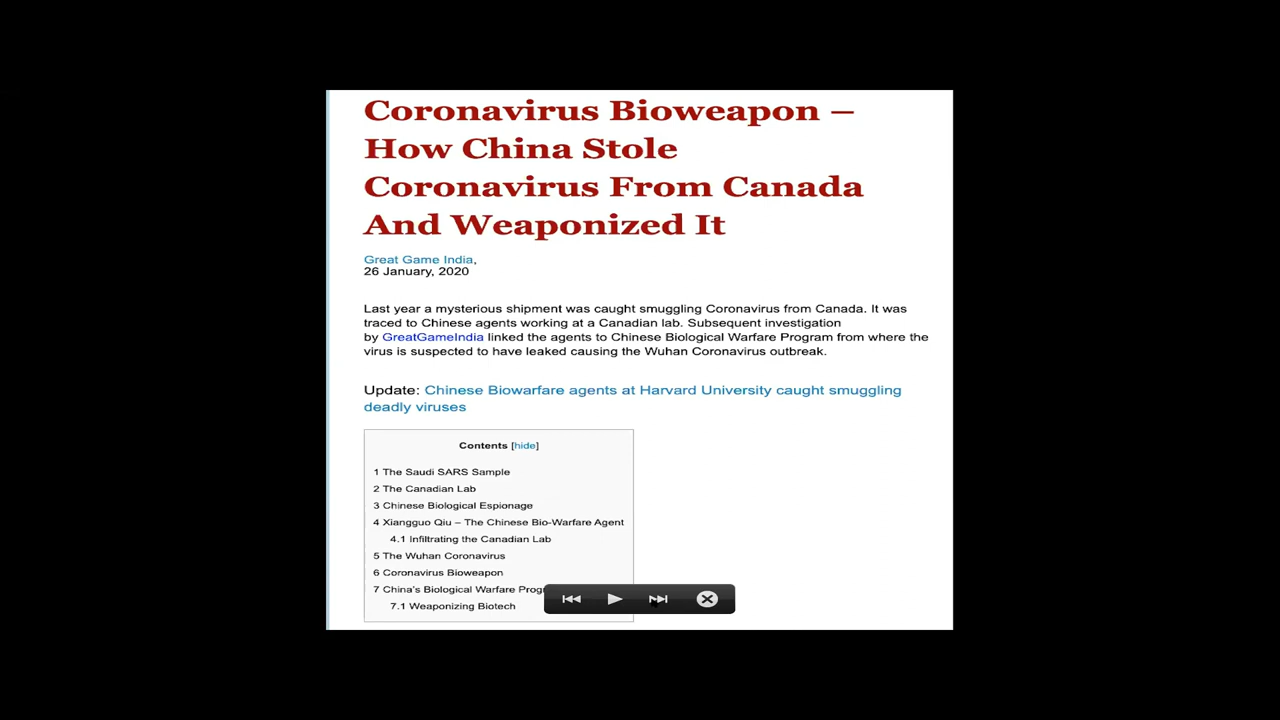 Coronavirus Bioweapon –
How China Stole
Coronavirus From Canada
And Weaponized It
Great Game India,
26 January, 2020
Last year a mysterious shipment was caught smuggling Coronavirus from Canada. It was
traced to Chinese agents working at a Canadian lab. Subsequent investigation
by GreatGameIndia linked the agents to Chinese Biological Warfare Program from where the
virus is suspected to have leaked causing the Wuhan Coronavirus outbreak.
Update: Chinese Biowarfare agents at Harvard University caught smuggling
deadly viruses
Contents [hide]
1 The Saudi SARS Sample
2 The Canadian Lab
3 Chinese Biological Espionage
4 Xiangguo Qiu – The Chinese Bio-Warfare Agent
4.1 Infiltrating the Canadian Lab
5 The Wuhan Coronavirus
6 Coronavirus Bioweapon
7 China's Biological Warfare
7.1 Weaponizing Biotech